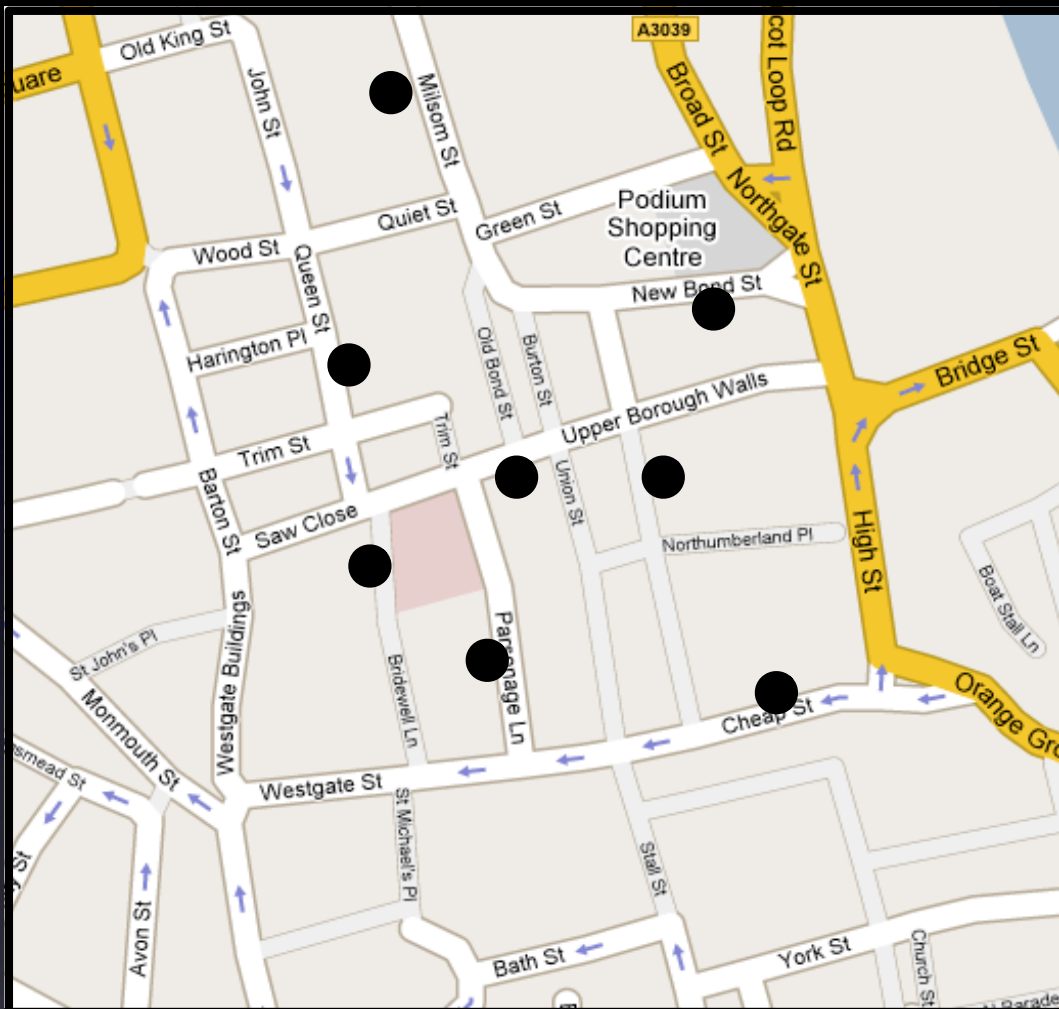 Old King St
A3039
uare
John St
Milsom St
Broad St
cot Loop Rd
Quiet St
Green St
Podium
Shopping
Centre
Northgate St
Wood St
Queen St
New Bond St
Harington Pl
Old Bond St
Burton St
Bridge St
Upper Borough Walls
Trim St
Trim St
Barton St
Saw Close
Union St
Northumberland Pl
High St
Boat Stall Ln
St John's Pl
Westgate Buildings
Parsonage Ln
Bridewell Ln
Monmouth St
Cheap St
Orange Gro
smead St
Westgate St
St Michael's Pl
y St
Stall St
Avon St
Bath St
York St
Church St
N Parade